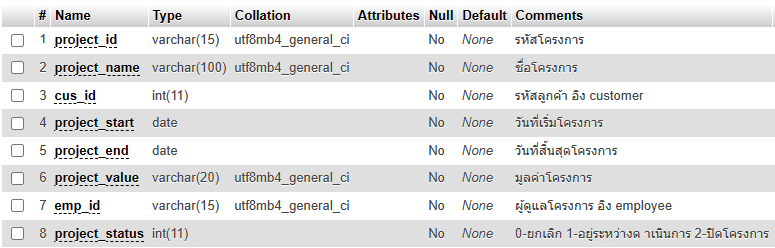 # Name Type Collation Attributes Null Default Comments
1 project_id varchar(15) utf8mb4_general_ci No None รหัสโครงการ
2 project_name varchar(100) utf8mb4_general_ci No None ชื่อโครงการ
3 cus_id int(11) No None รหัสลูกค้า อิง customer
4 project_start date No None วันที่เริ่มโครงการ
5 project_end date No None วันที่สิ้นสุดโครงการ
6 project_value varchar(20) utf8mb4_general_ci No None มูลค่าโครงการ
7 emp_id varchar(15) utf8mb4_general_ci No None ผู้ดูแลโครงการ อิง employee
8 project_status int(11) No None 0-ยกเลิก 1-อยู่ระหว่างด าเนินการ 2-ปิดโครงการ